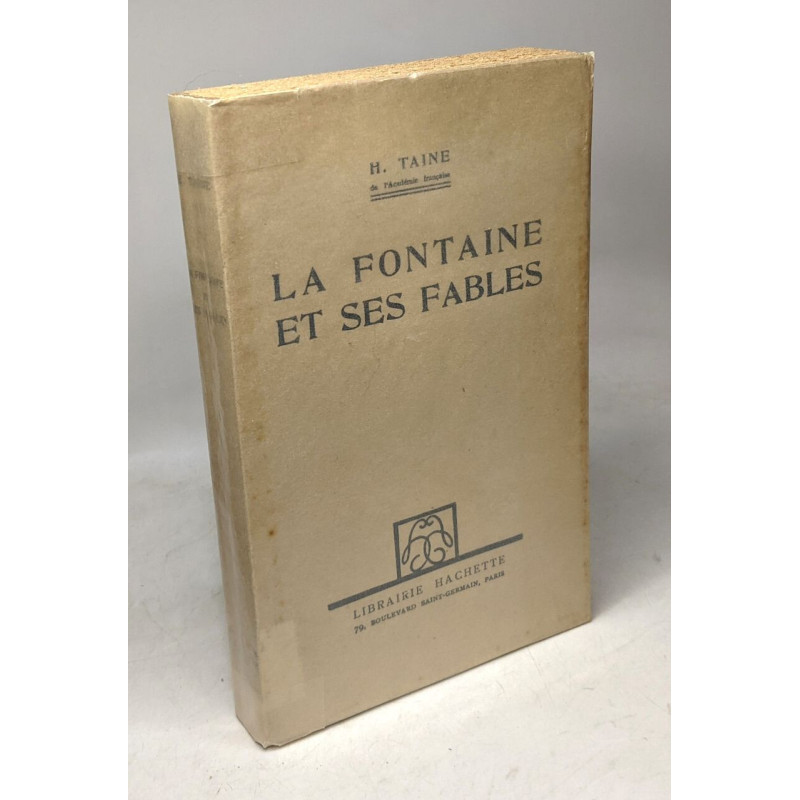 H. TAINE
de l'Académie française
LA FONTAINE
ET SES FABLES
LIBRAIRIE HACHETTE
79, BOULEVARD SAINT-GERMAIN, PARIS